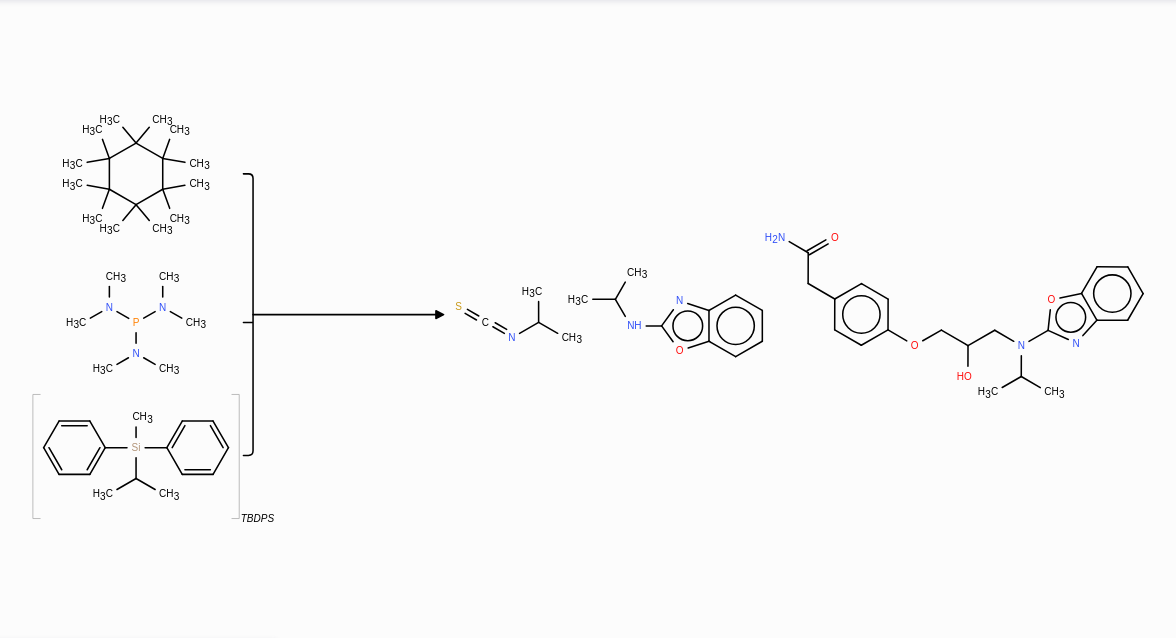 H3C CH3
H3C CH3
H3C CH3
H3C CH3
H3C CH3
H3C CH3
CH3 CH3
N N
H3C P CH3
N
H3C CH3
CH3
Si
H3C CH3
TBDPS
H3C
S
C
N
CH3
CH3
H3C
N
NH
O
H2N O
O
O
N
N
HO
H3C CH3